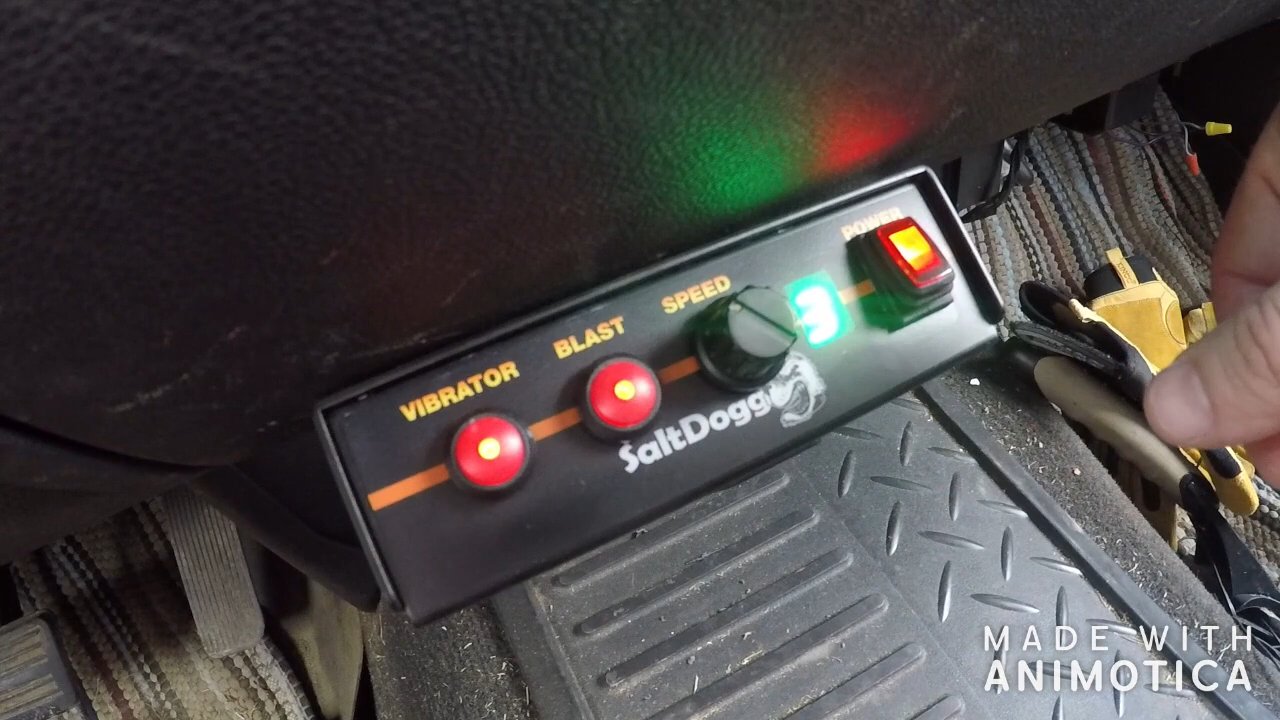 POWER
SPEED
3
BLAST
VIBRATOR
SaltDogg
MADE WITH
ANIMOTICA